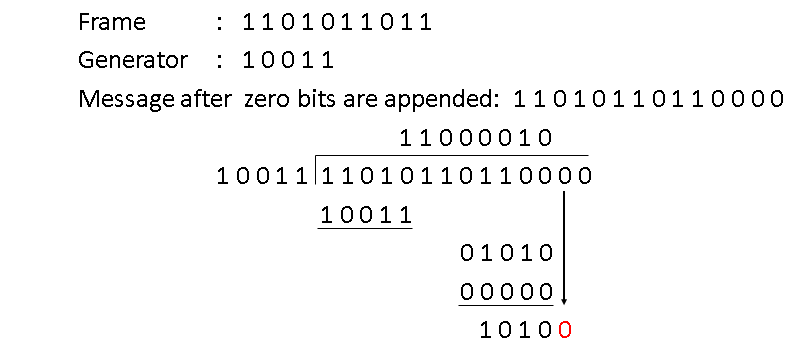 Frame : 1 1 0 1 0 1 1 0 1 1
Generator : 1 0 0 1 1
Message after zero bits are appended: 1 1 0 1 0 1 1 0 1 1 0 0 0 0
1 1 0 0 0 0 1 0
1 0 0 1 1 1 1 0 1 0 1 1 0 1 1 0 0 0 0
1 0 0 1 1
0 1 0 1 0
0 0 0 0 0
1 0 1 0 0